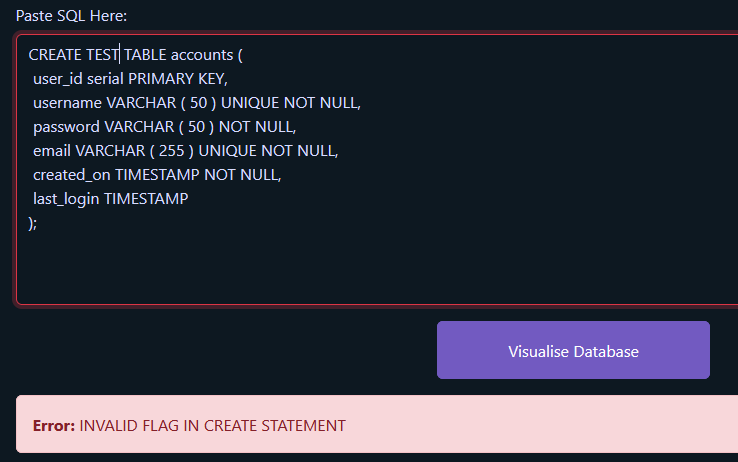 Paste SQL Here:
CREATE TEST TABLE accounts (
user_id serial PRIMARY KEY,
username VARCHAR ( 50 ) UNIQUE NOT NULL,
password VARCHAR ( 50 ) NOT NULL,
email VARCHAR ( 255 ) UNIQUE NOT NULL,
created_on TIMESTAMP NOT NULL,
last_login TIMESTAMP
);
Visualise Database
Error: INVALID FLAG IN CREATE STATEMENT